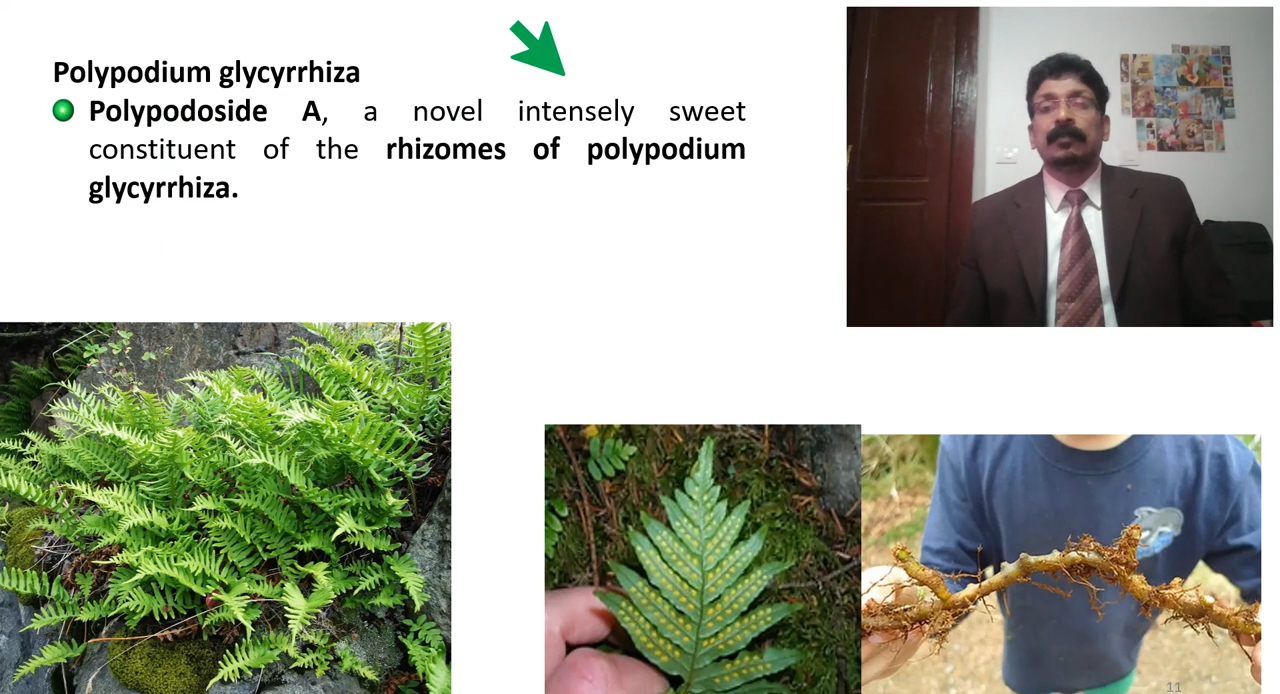 Polypodium glycyrrhiza
Polypodoside A, a novel intensely sweet
constituent of the rhizomes of polypodium
glycyrrhiza.
11